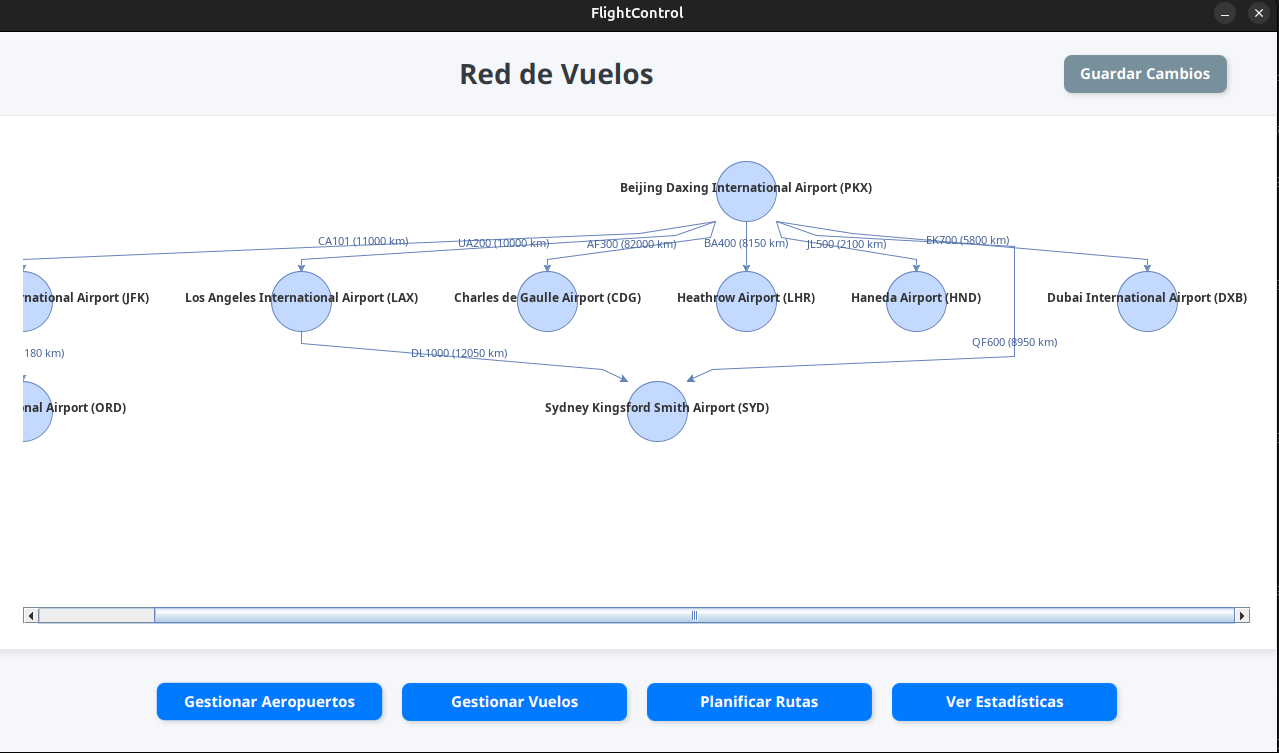 FlightControl
Red de Vuelos
Guardar Cambios
Beijing Daxing International Airport (PKX)
CA101 (11000 km)
UA200 (10000 km)
AF300 (82000 km)
BA400 (8150 km)
JL500 (2100 km)
EK700 (5800 km)
Airport (JFK)
Los Angeles International Airport (LAX)
Charles de Gaulle Airport (CDG)
Heathrow Airport (LHR)
Haneda Airport (HND)
Dubai International Airport (DXB)
QF600 (8950 km)
180 km)
DL1000 (12050 km)
Airport (ORD)
Sydney Kingsford Smith Airport (SYD)
Gestionar Aeropuertos
Gestionar Vuelos
Planificar Rutas
Ver Estadísticas